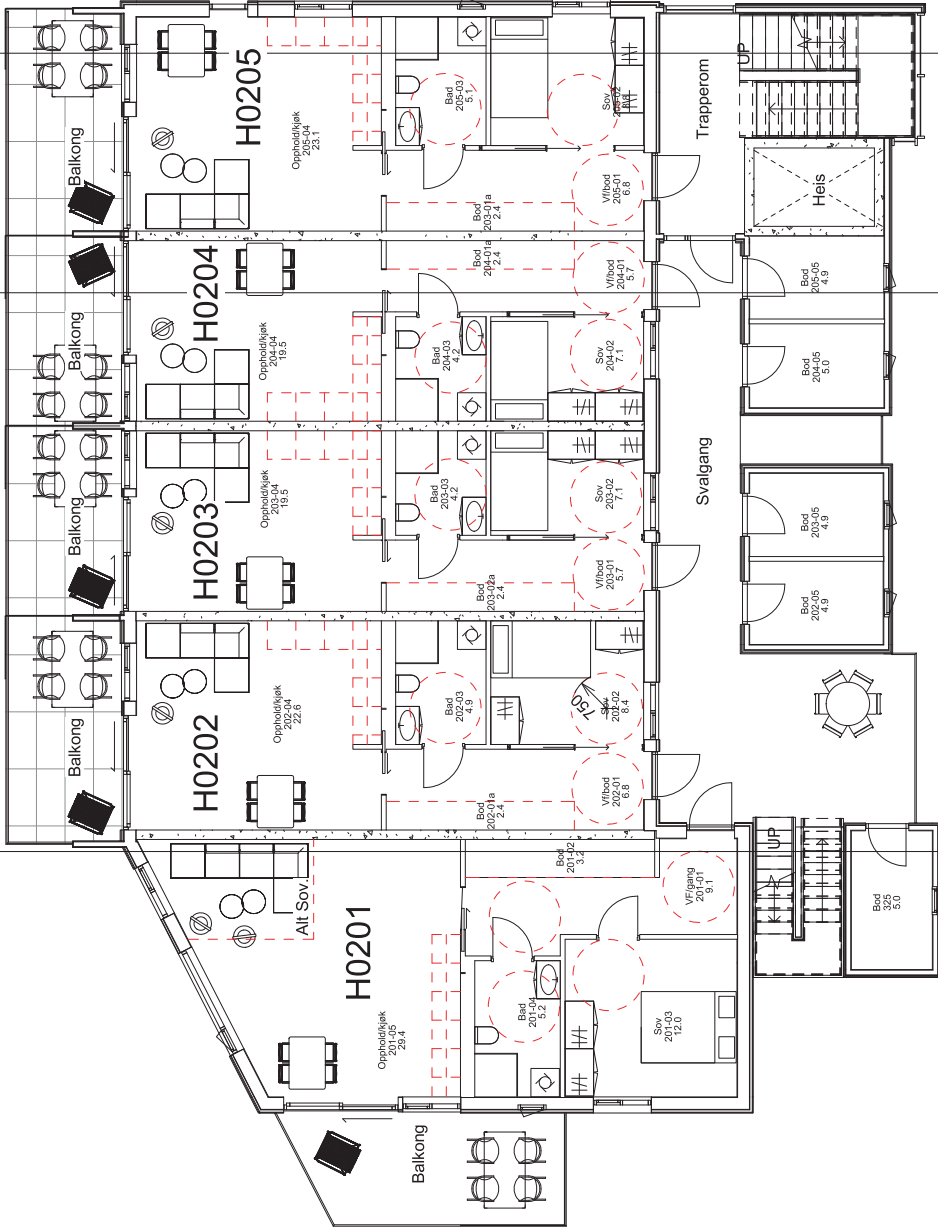 Balkong
H0201
Alt Sov.
Opphold/kjøk
201-05
29.4
Bad
201-04
5.2
Sov
201-03
12.0
Bod
201-02
3.2
VF/gang
201-01
9.1
Balkong
H0202
Opphold/kjøk
202-04
22.6
Bad
202-03
4.9
Bod
202-01a
2.4
Sov
202-02
8.4
750
Vf/bod
202-01
6.8
Balkong
H0203
Opphold/kjøk
203-04
19.5
Bad
203-03
4.2
Bod
203-02a
2.4
Sov
203-02
7.1
Vf/bod
203-01
5.7
Balkong
H0204
Opphold/kjøk
204-04
19.5
Bad
204-03
4.2
Bod
204-01a
2.4
Sov
204-02
7.1
Vf/bod
204-01
5.7
Balkong
H0205
Opphold/kjøk
205-04
23.1
Bad
205-03
5.1
Bod
203-01a
2.4
Sov
205-02
Vf/bod
205-01
6.8
Svalgang
Trapperom
UP
UP
Heis
Bod
325
5.0
Bod
202-05
4.9
Bod
203-05
4.9
Bod
204-05
5.0
Bod
205-05
4.9